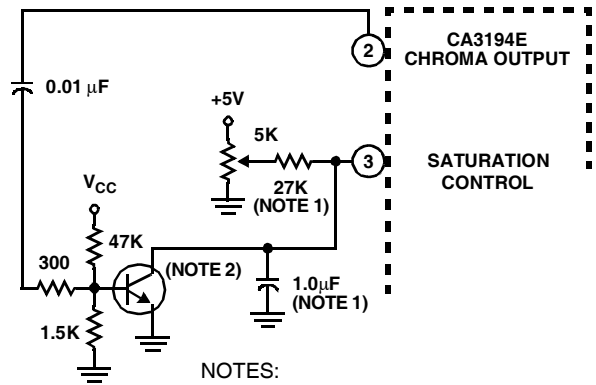 2
CA3194E
CHROMA OUTPUT
0.01 μF
+5V
5K
3
SATURATION
CONTROL
27K
(NOTE 1)
VCC
47K
(NOTE 2)
300
1.0μF
(NOTE 1)
1.5K
NOTES: